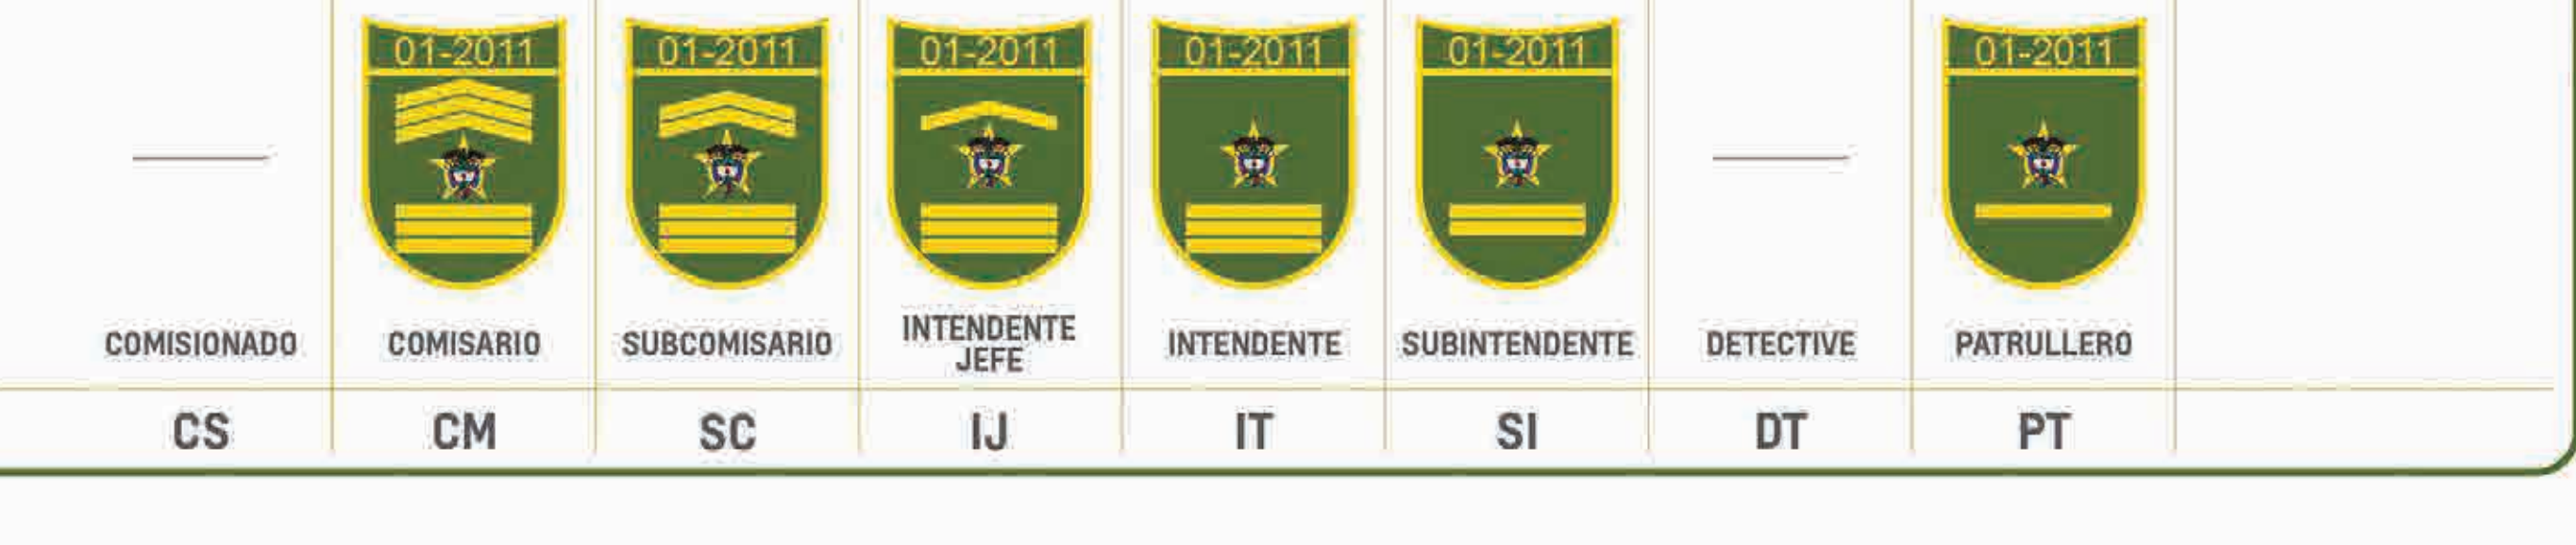 01-2011 01-2011 01-2011 01-2011 01-2011 01-2011
COMISIONADO COMISARIO SUBCOMISARIO INTENDENTE JEFE INTENDENTE SUBINTENDENTE DETECTIVE PATRULLERO
CS CM SC IJ IT SI DT PT